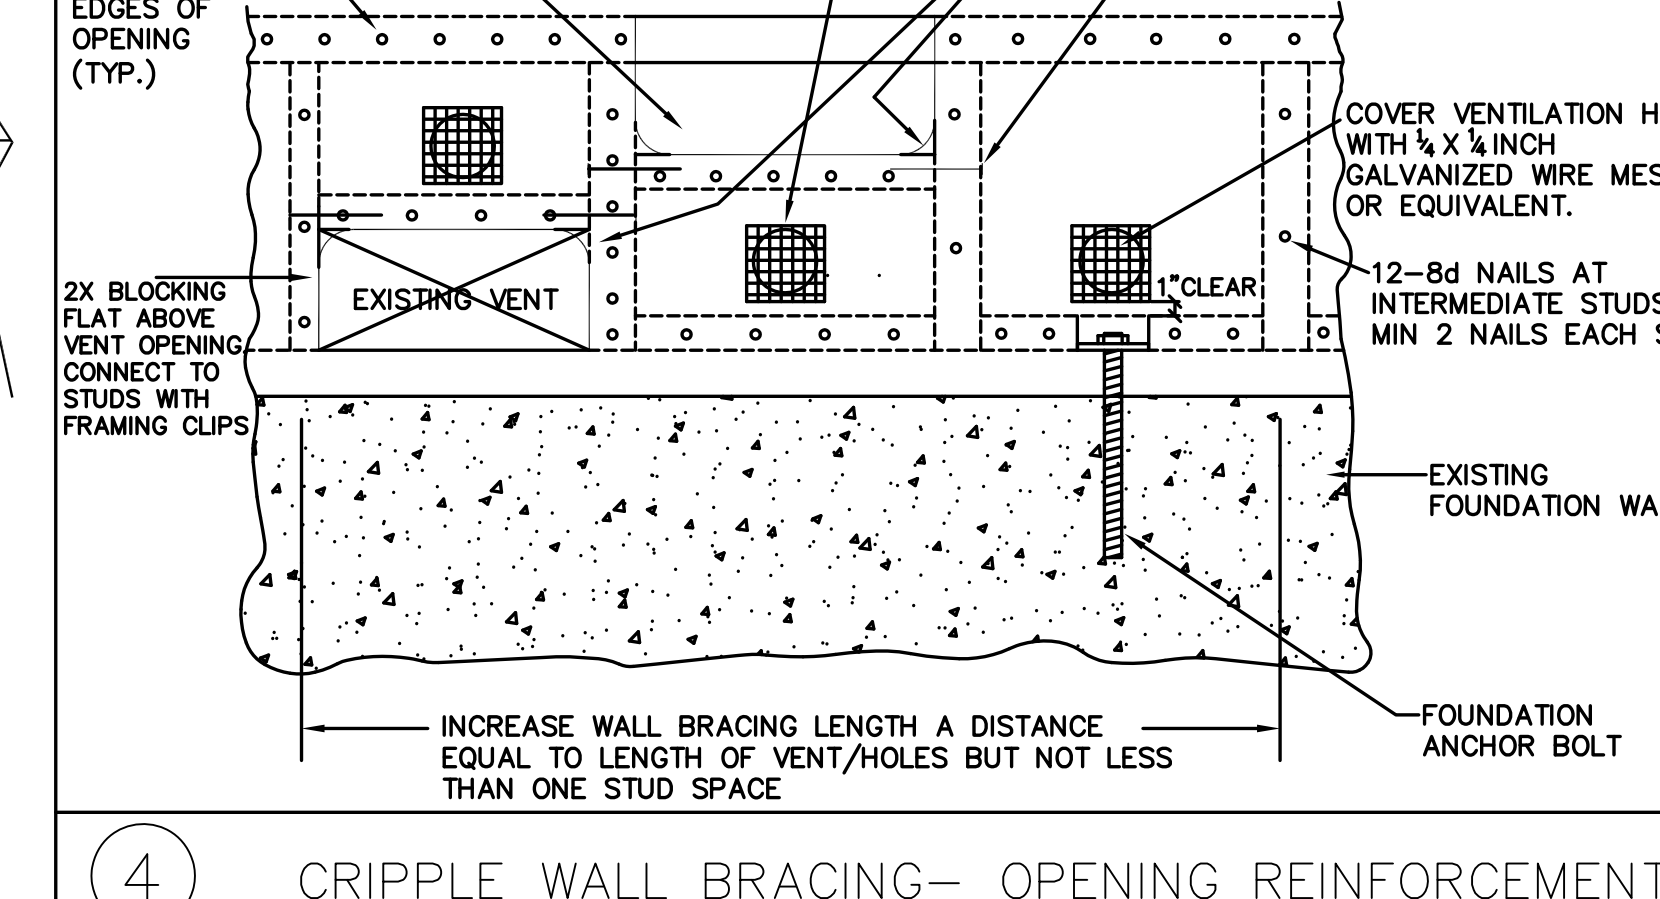 EDGES OF
OPENING
(TYP.)
COVER VENTILATION
WITH ¼ X ¼ INCH
GALVANIZED WIRE
OR EQUIVALENT.
2X BLOCKING
FLAT ABOVE
VENT OPENING,
CONNECT TO
STUDS WITH
FRAMING CLIPS
EXISTING VENT
1" CLEAR
12-8d NAILS AT
INTERMEDIATE STUDS
MIN 2 NAILS EACH
EXISTING
FOUNDATION
FOUNDATION
ANCHOR BOLT
INCREASE WALL BRACING LENGTH A DISTANCE
EQUAL TO LENGTH OF VENT/HOLES BUT NOT LESS
THAN ONE STUD SPACE
4
CRIPPLE WALL BRACING- OPENING REINFORCEMENT